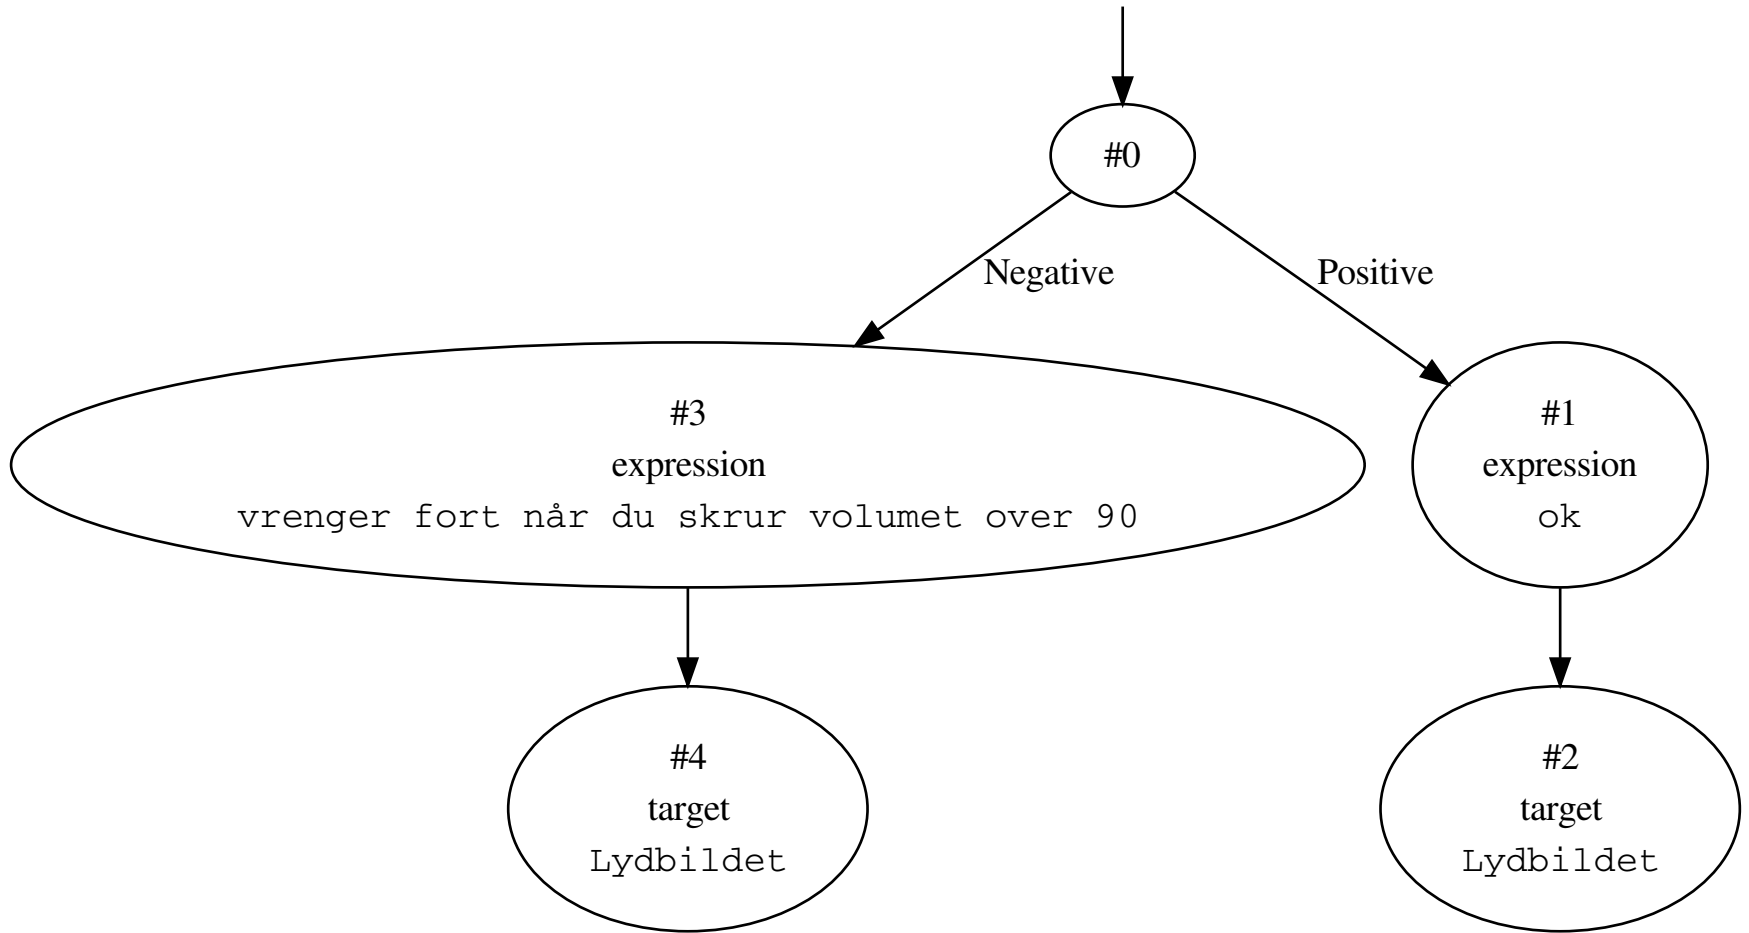 #0
Negative
Positive
#3
expression
vrenger fort når du skrur volumet over 90
#1
expression
ok
#4
target
Lydbildet
#2
target
Lydbildet